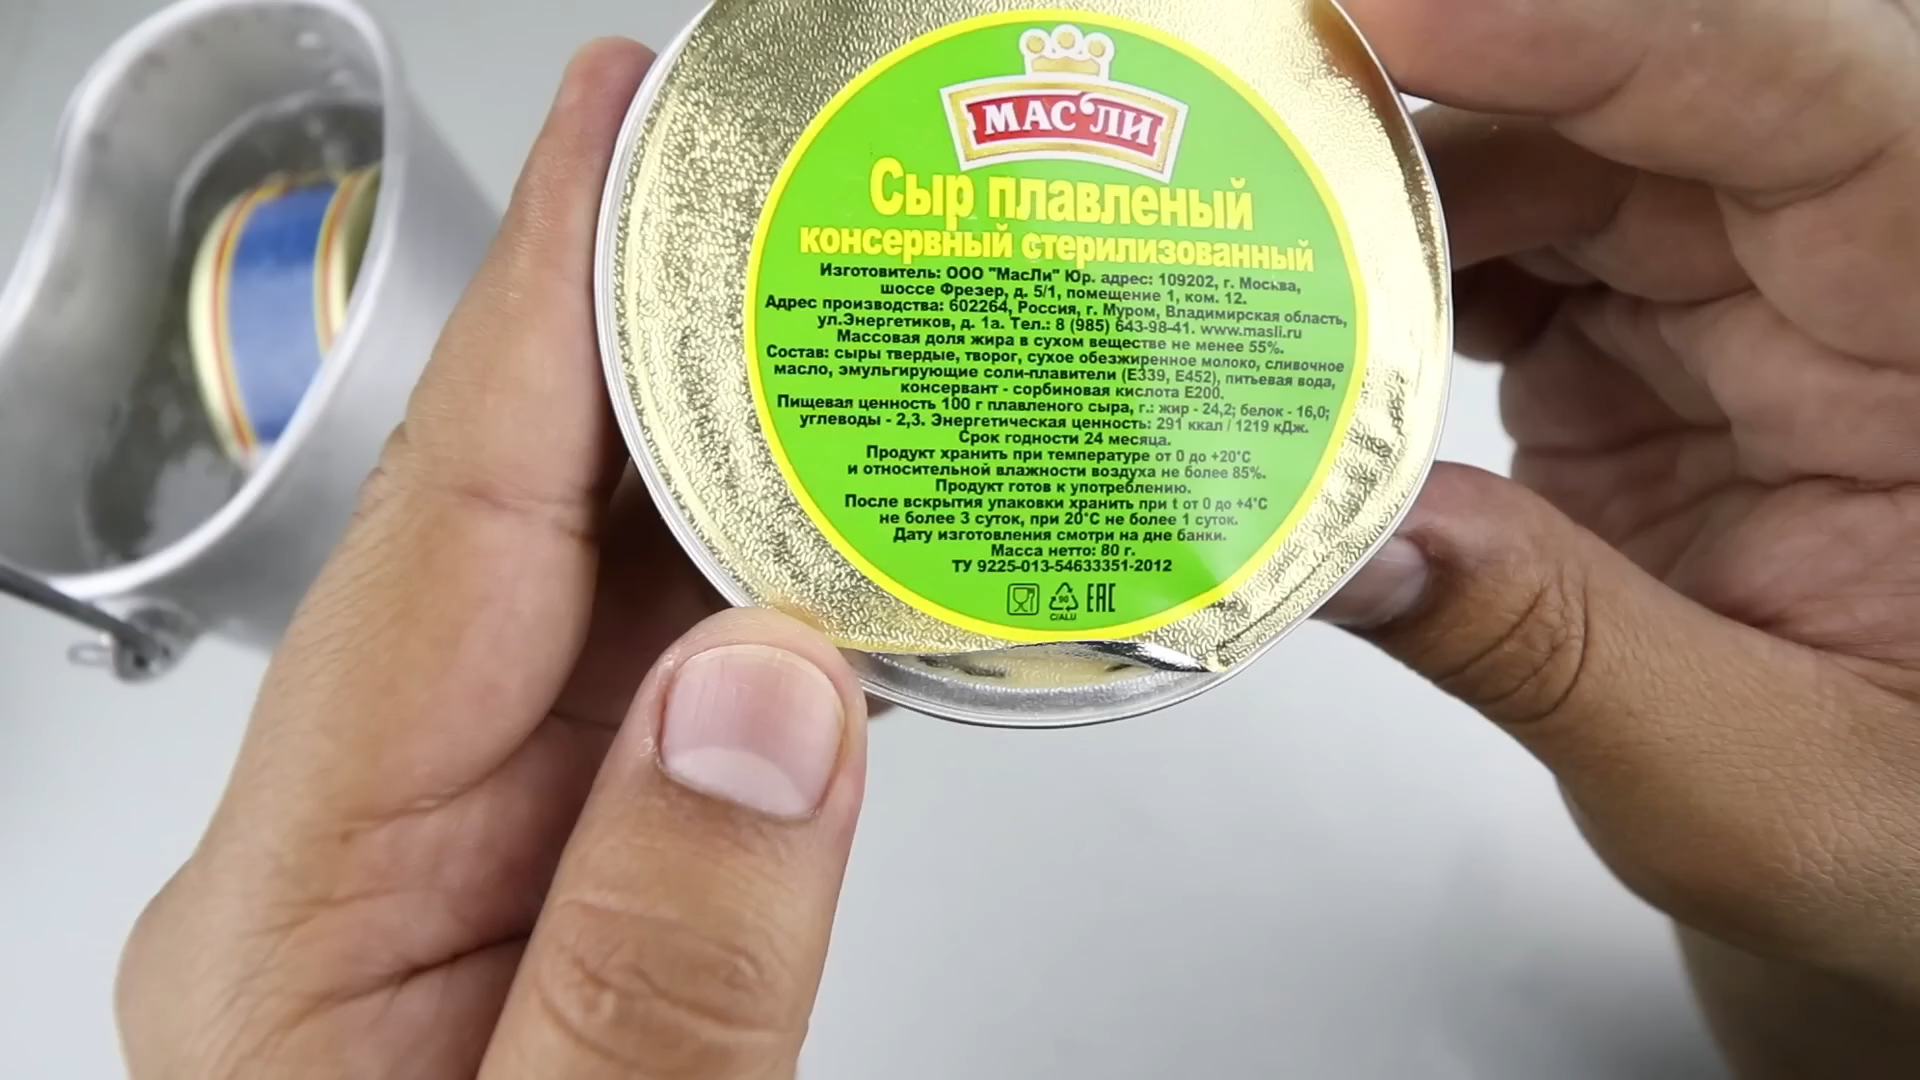 МАС'ЛИ
Сыр плавленый
консервный стерилизованный
Изготовитель: ООО "МасЛи" Юр. адрес: 109202, г. Москва,
шоссе Фрезер, д. 5/1, помещение 1, ком. 12.
Адрес производства: 602264, Россия, г. Муром, Владимирская область,
ул.Энергетиков, д. 1а. Тел.: 8 (985) 643-98-41. www.masli.ru
Массовая доля жира в сухом веществе не менее 55%.
Состав: сыры твердые, творог, сухое обезжиренное молоко, сливочное
масло, эмульгирующие соли-плавители (Е339, Е452), питьевая вода,
консервант - сорбиновая кислота Е200.
Пищевая ценность 100 г плавленого сыра, г.: жир - 24,2; белок - 16,0;
углеводы - 2,3. Энергетическая ценность: 291 ккал / 1219 кДж.
Срок годности 24 месяца.
Продукт хранить при температуре от 0 до +20°С
и относительной влажности воздуха не более 85%.
Продукт готов к употреблению.
После вскрытия упаковки хранить при t от 0 до +4°С
не более 3 суток, при 20°С не более 1 суток.
Дату изготовления смотри на дне банки.
Масса нетто: 80 г.
ТУ 9225-013-54633351-2012
90 EAC
C/ALU